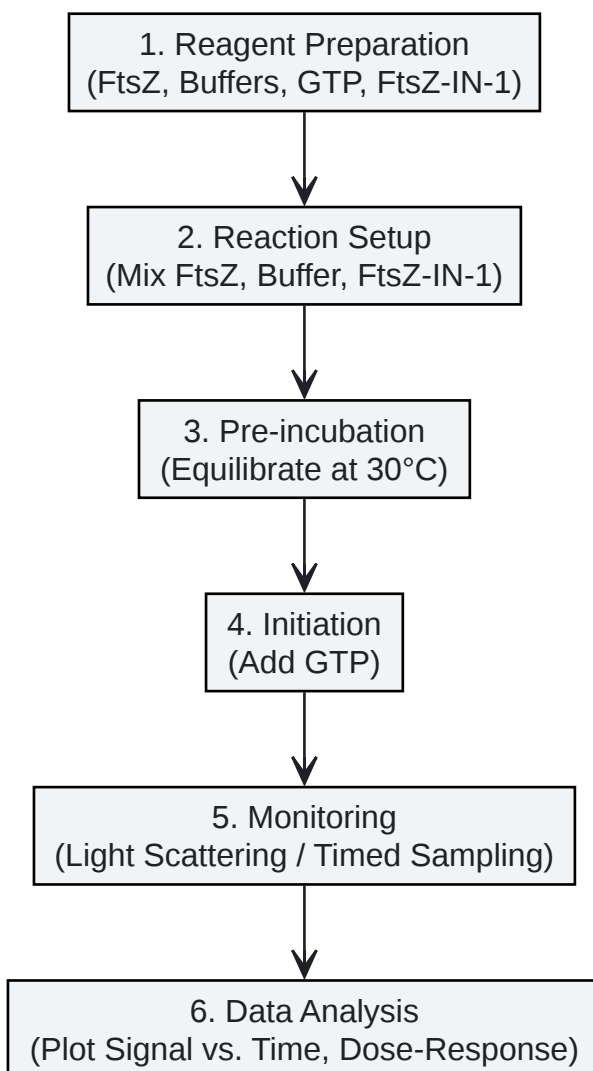 1. Reagent Preparation
(FtsZ, Buffers, GTP, FtsZ-IN-1)
2. Reaction Setup
(Mix FtsZ, Buffer, FtsZ-IN-1)
3. Pre-incubation
(Equilibrate at 30°C)
4. Initiation
(Add GTP)
5. Monitoring
(Light Scattering / Timed Sampling)
6. Data Analysis
(Plot Signal vs. Time, Dose-Response)